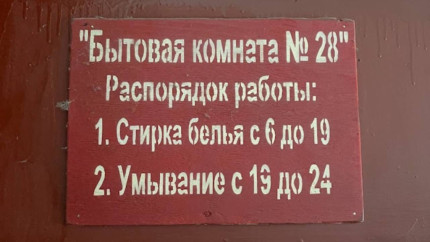 "Бытовая комната № 28"
Распорядок работы:
1. Стирка белья с 6 до 19
2. Умывание с 19 до 24